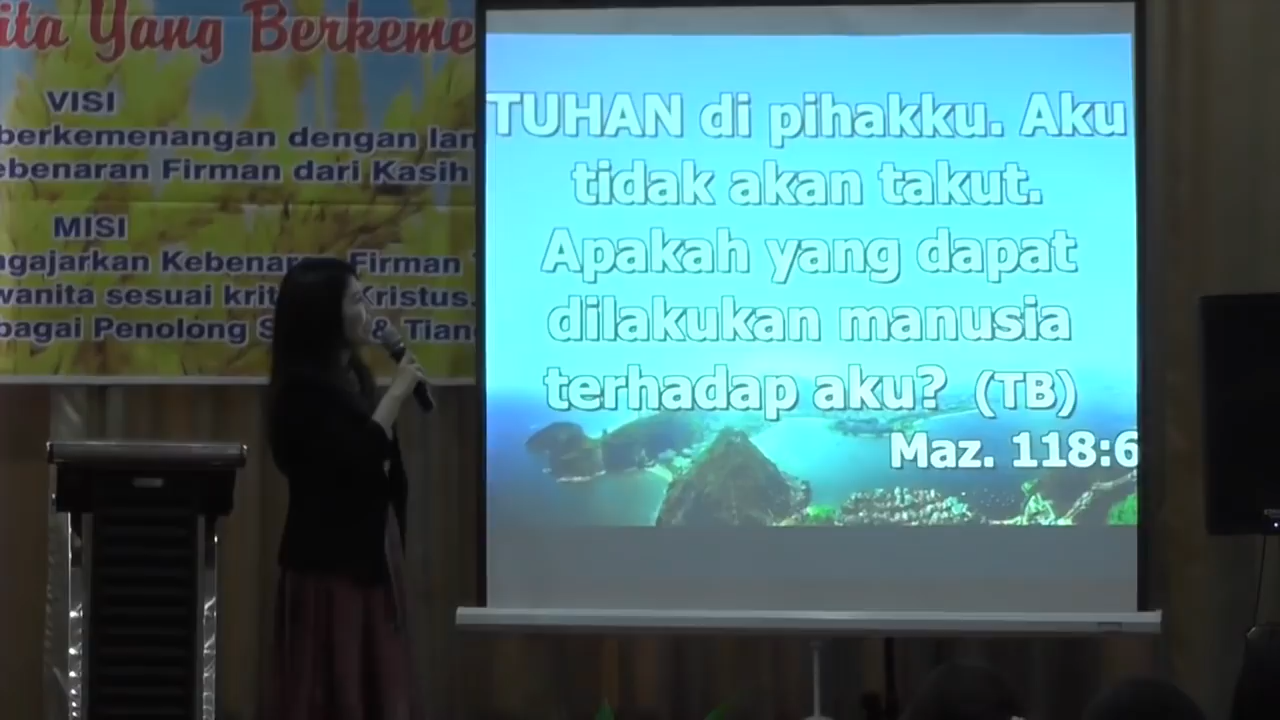 Yang Berkeme
VISI
berkemenangan dengan
ebenaran Firman dari Kasih
MISI
ngajarkan Kebenar Firman
wanita sesuai krit Kristus.
bagai Penolong S & Tian
TUHAN di pihakku. Aku
tidak akan takut.
Apakah yang dapat
dilakukan manusia
terhadap aku? (TB)
Maz. 118:6